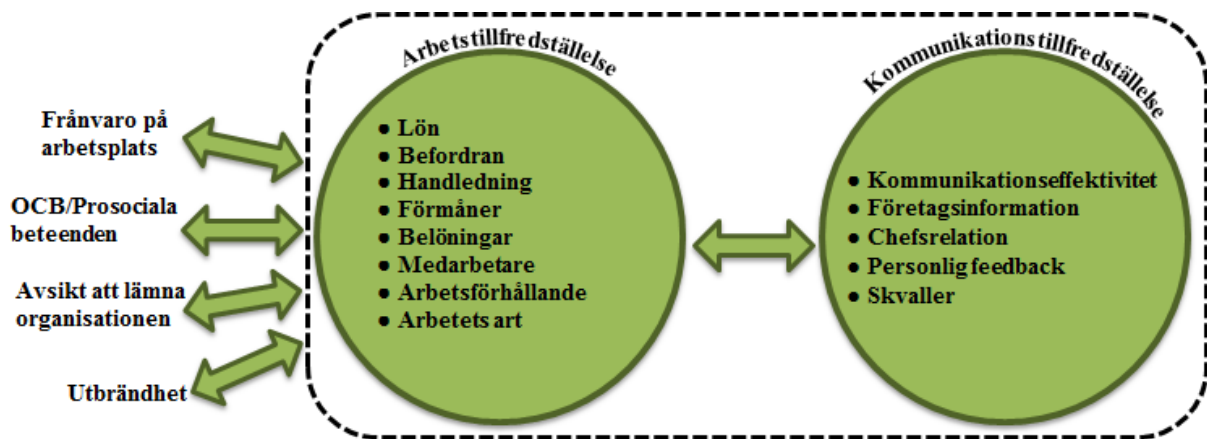 Arbetstillfredställelse
Kommunikationstillfredställelse
Frånvaro på
arbetsplats
OCB/Prosociala
beteenden
Avsikt att lämna
organisationen
Utbrändhet
● Lön
● Befordran
● Handledning
● Förmåner
● Belöningar
● Medarbetare
● Arbetsförhållande
● Arbetets art
● Kommunikationseffektivitet
● Företagsinformation
● Chefsrelation
● Personlig feedback
● Skvaller